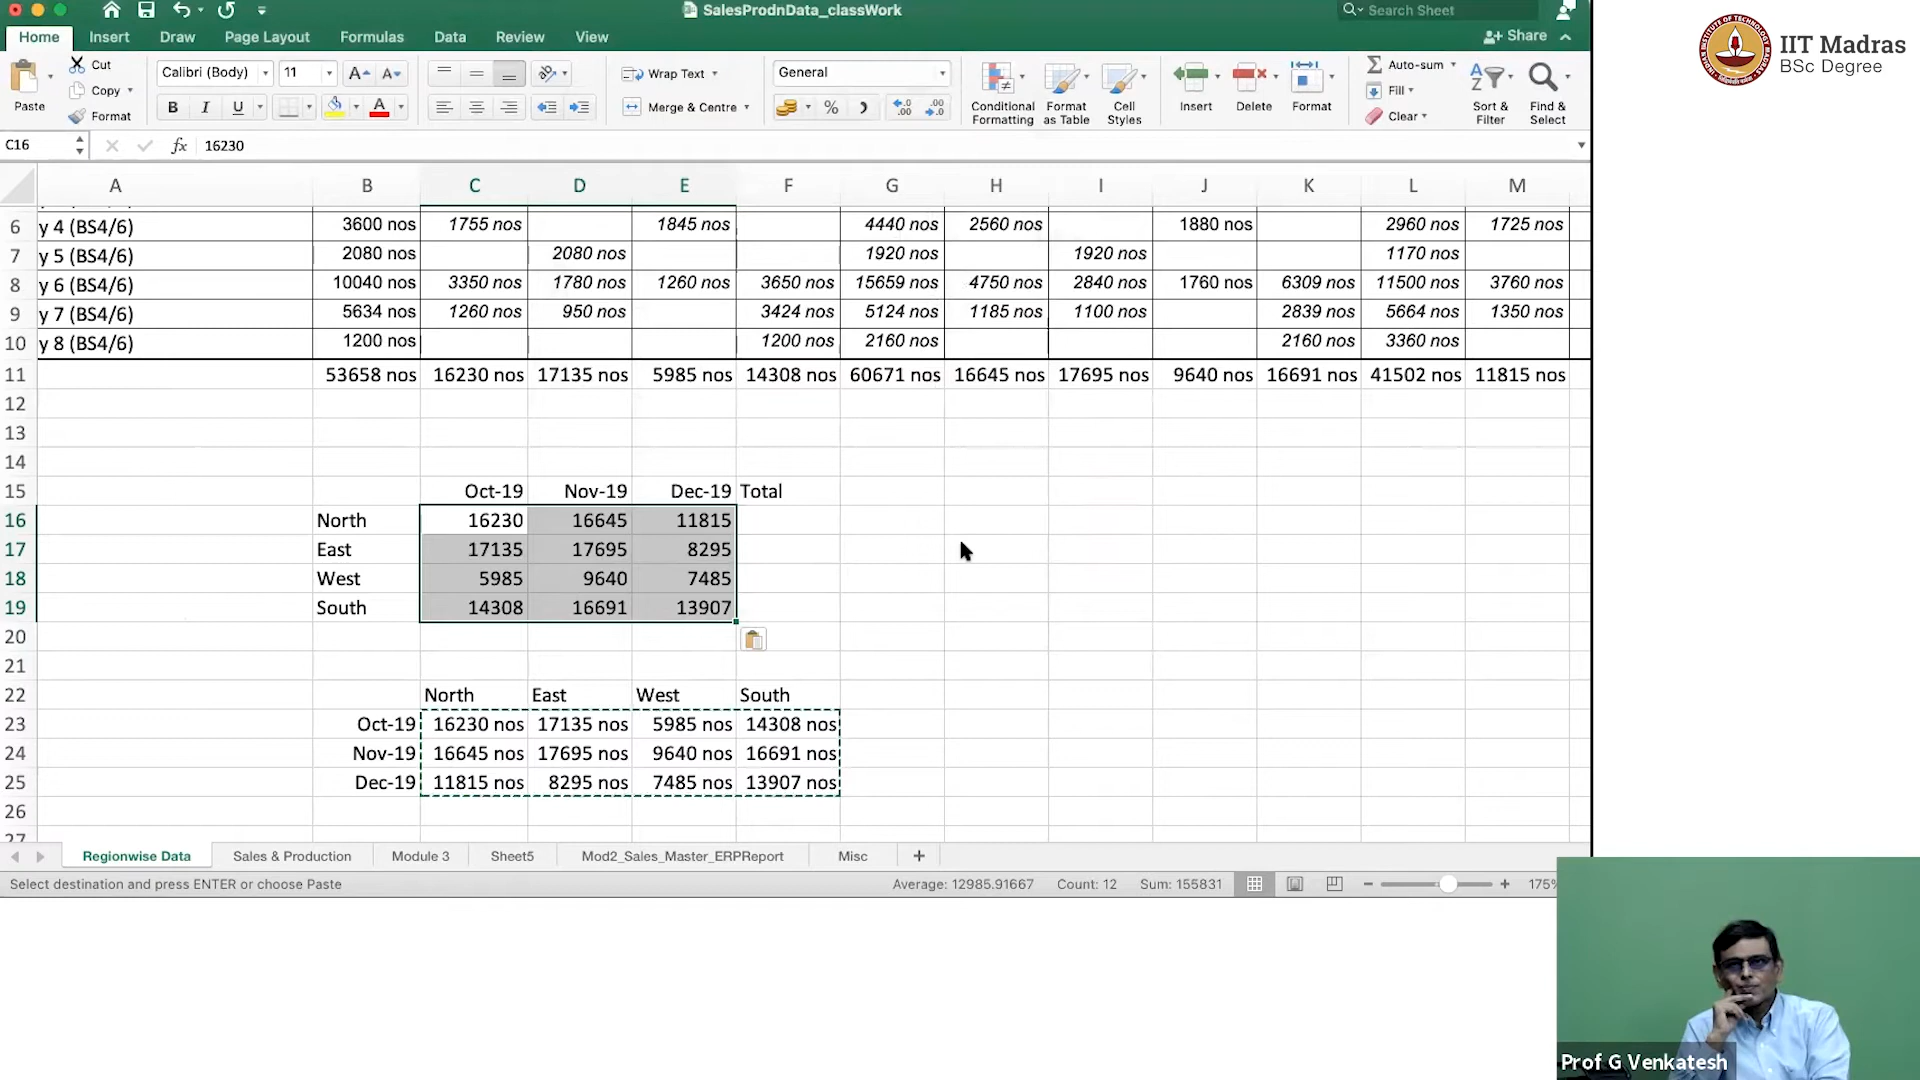 SalesProdnData_classWork
Search Sheet
Home Insert Draw Page Layout Formulas Data Review View
Share
IIT Madras
BSc Degree
Paste
Cut
Copy
Format
Calibri (Body) 11
B I U
Wrap Text
Merge & Centre
General
Conditional Formatting
Format as Table
Cell Styles
Insert
Delete
Format
Auto-sum
Fill
Clear
Sort & Filter
Find & Select
C16 fx 16230
A B C D E F G H I J K L M
6 y 4 (BS4/6) 3600 nos 1755 nos 1845 nos 4440 nos 2560 nos 1880 nos 2960 nos 1725 nos
7 y 5 (BS4/6) 2080 nos 2080 nos 1920 nos 1920 nos 1170 nos
8 y 6 (BS4/6) 10040 nos 3350 nos 1780 nos 1260 nos 3650 nos 15659 nos 4750 nos 2840 nos 1760 nos 6309 nos 11500 nos 3760 nos
9 y 7 (BS4/6) 5634 nos 1260 nos 950 nos 3424 nos 5124 nos 1185 nos 1100 nos 2839 nos 5664 nos 1350 nos
10 y 8 (BS4/6) 1200 nos 1200 nos 2160 nos 2160 nos 3360 nos
11 53658 nos 16230 nos 17135 nos 5985 nos 14308 nos 60671 nos 16645 nos 17695 nos 9640 nos 16691 nos 41502 nos 11815 nos
12
13
14
15 Oct-19 Nov-19 Dec-19 Total
16 North 16230 16645 11815
17 East 17135 17695 8295
18 West 5985 9640 7485
19 South 14308 16691 13907
20
21
22 North East West South
23 Oct-19 16230 nos 17135 nos 5985 nos 14308 nos
24 Nov-19 16645 nos 17695 nos 9640 nos 16691 nos
25 Dec-19 11815 nos 8295 nos 7485 nos 13907 nos
26
27
Regionwise Data Sales & Production Module 3 Sheet5 Mod2_Sales_Master_ERPReport Misc +
Select destination and press ENTER or choose Paste Average: 12985.91667 Count: 12 Sum: 155831 175%
Prof G Venkatesh